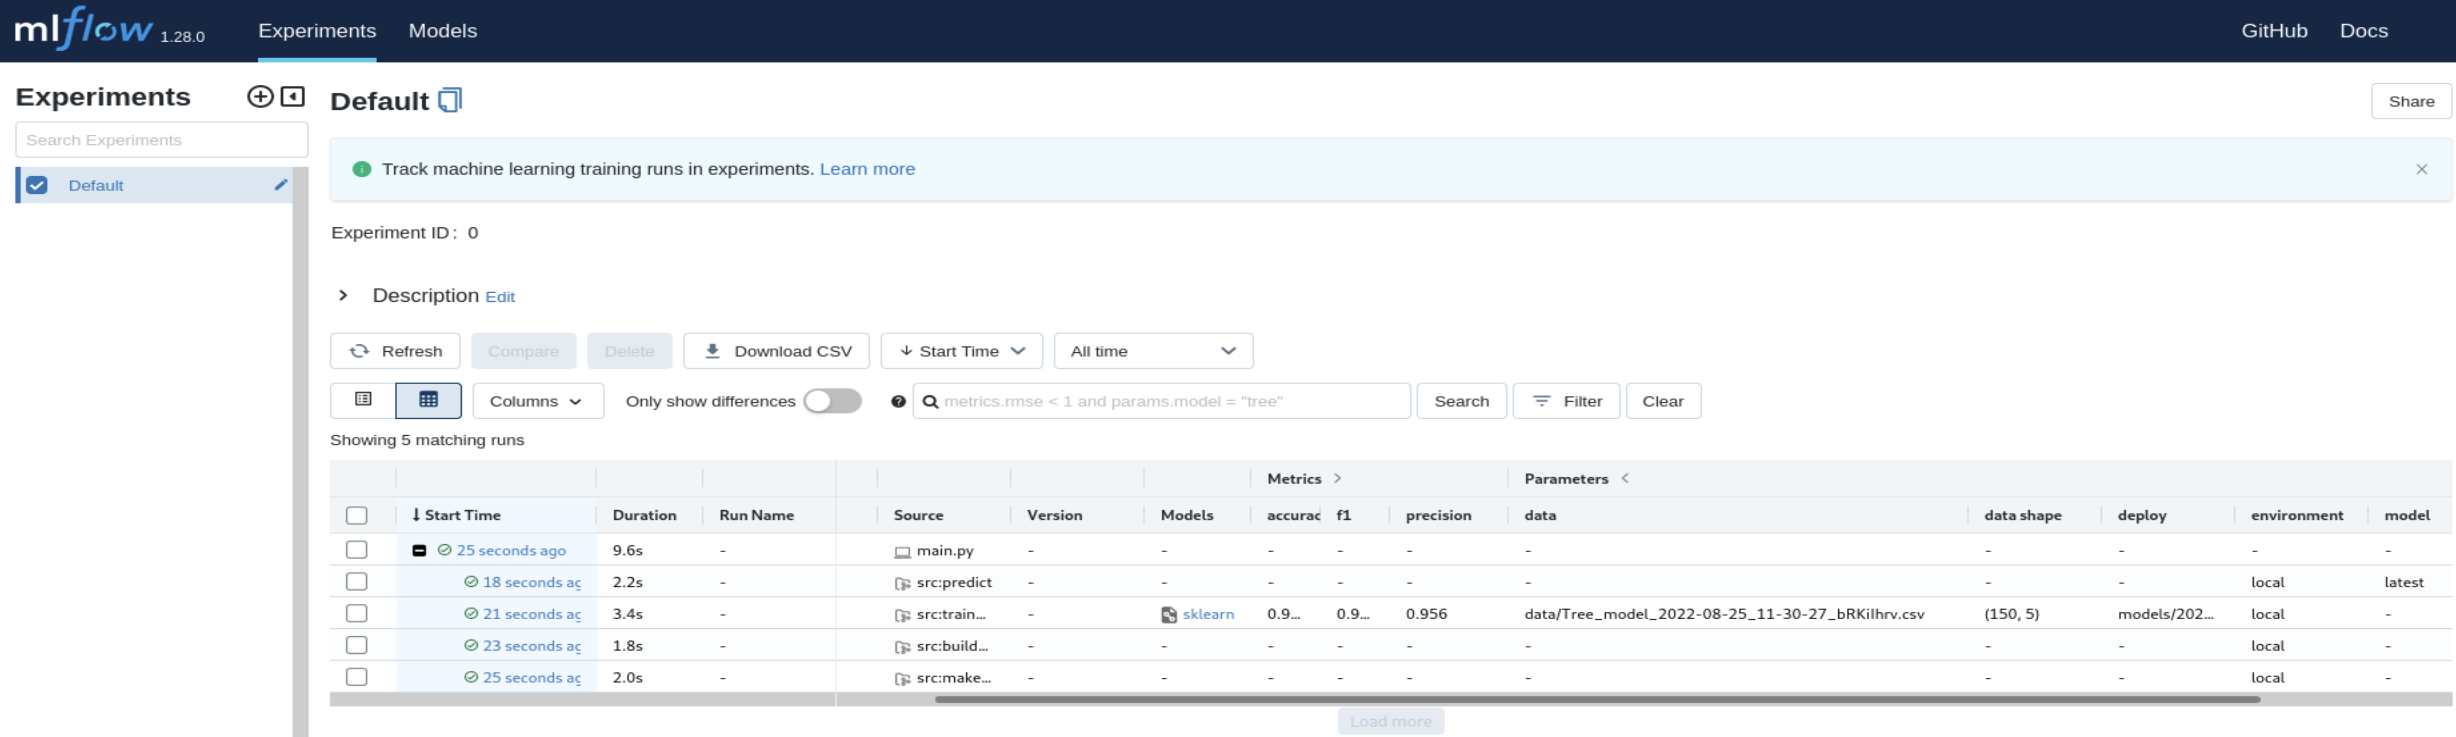 mlflow 1.28.0 Experiments Models GitHub Docs
Experiments
Search Experiments
Default
Default
Share
Track machine learning training runs in experiments. Learn more
Experiment ID : 0
Description Edit
Refresh Compare Delete Download CSV Start Time All time
Columns Only show differences metrics.rmse < 1 and params.model = "tree" Search Filter Clear
Showing 5 matching runs
Metrics Parameters
Start Time Duration Run Name Source Version Models accurac f1 precision data data shape deploy environment model
25 seconds ago 9.6s - main.py - - - - - - - - - -
18 seconds ag 2.2s - src:predict - - - - - - - - local latest
21 seconds ag 3.4s - src:train... - sklearn 0.9... 0.9... 0.956 data/Tree_model_2022-08-25_11-30-27_bRKiIhrv.csv (150, 5) models/202... local -
23 seconds ag 1.8s - src:build... - - - - - - - - local -
25 seconds ag 2.0s - src:make... - - - - - - - - local -
Load more